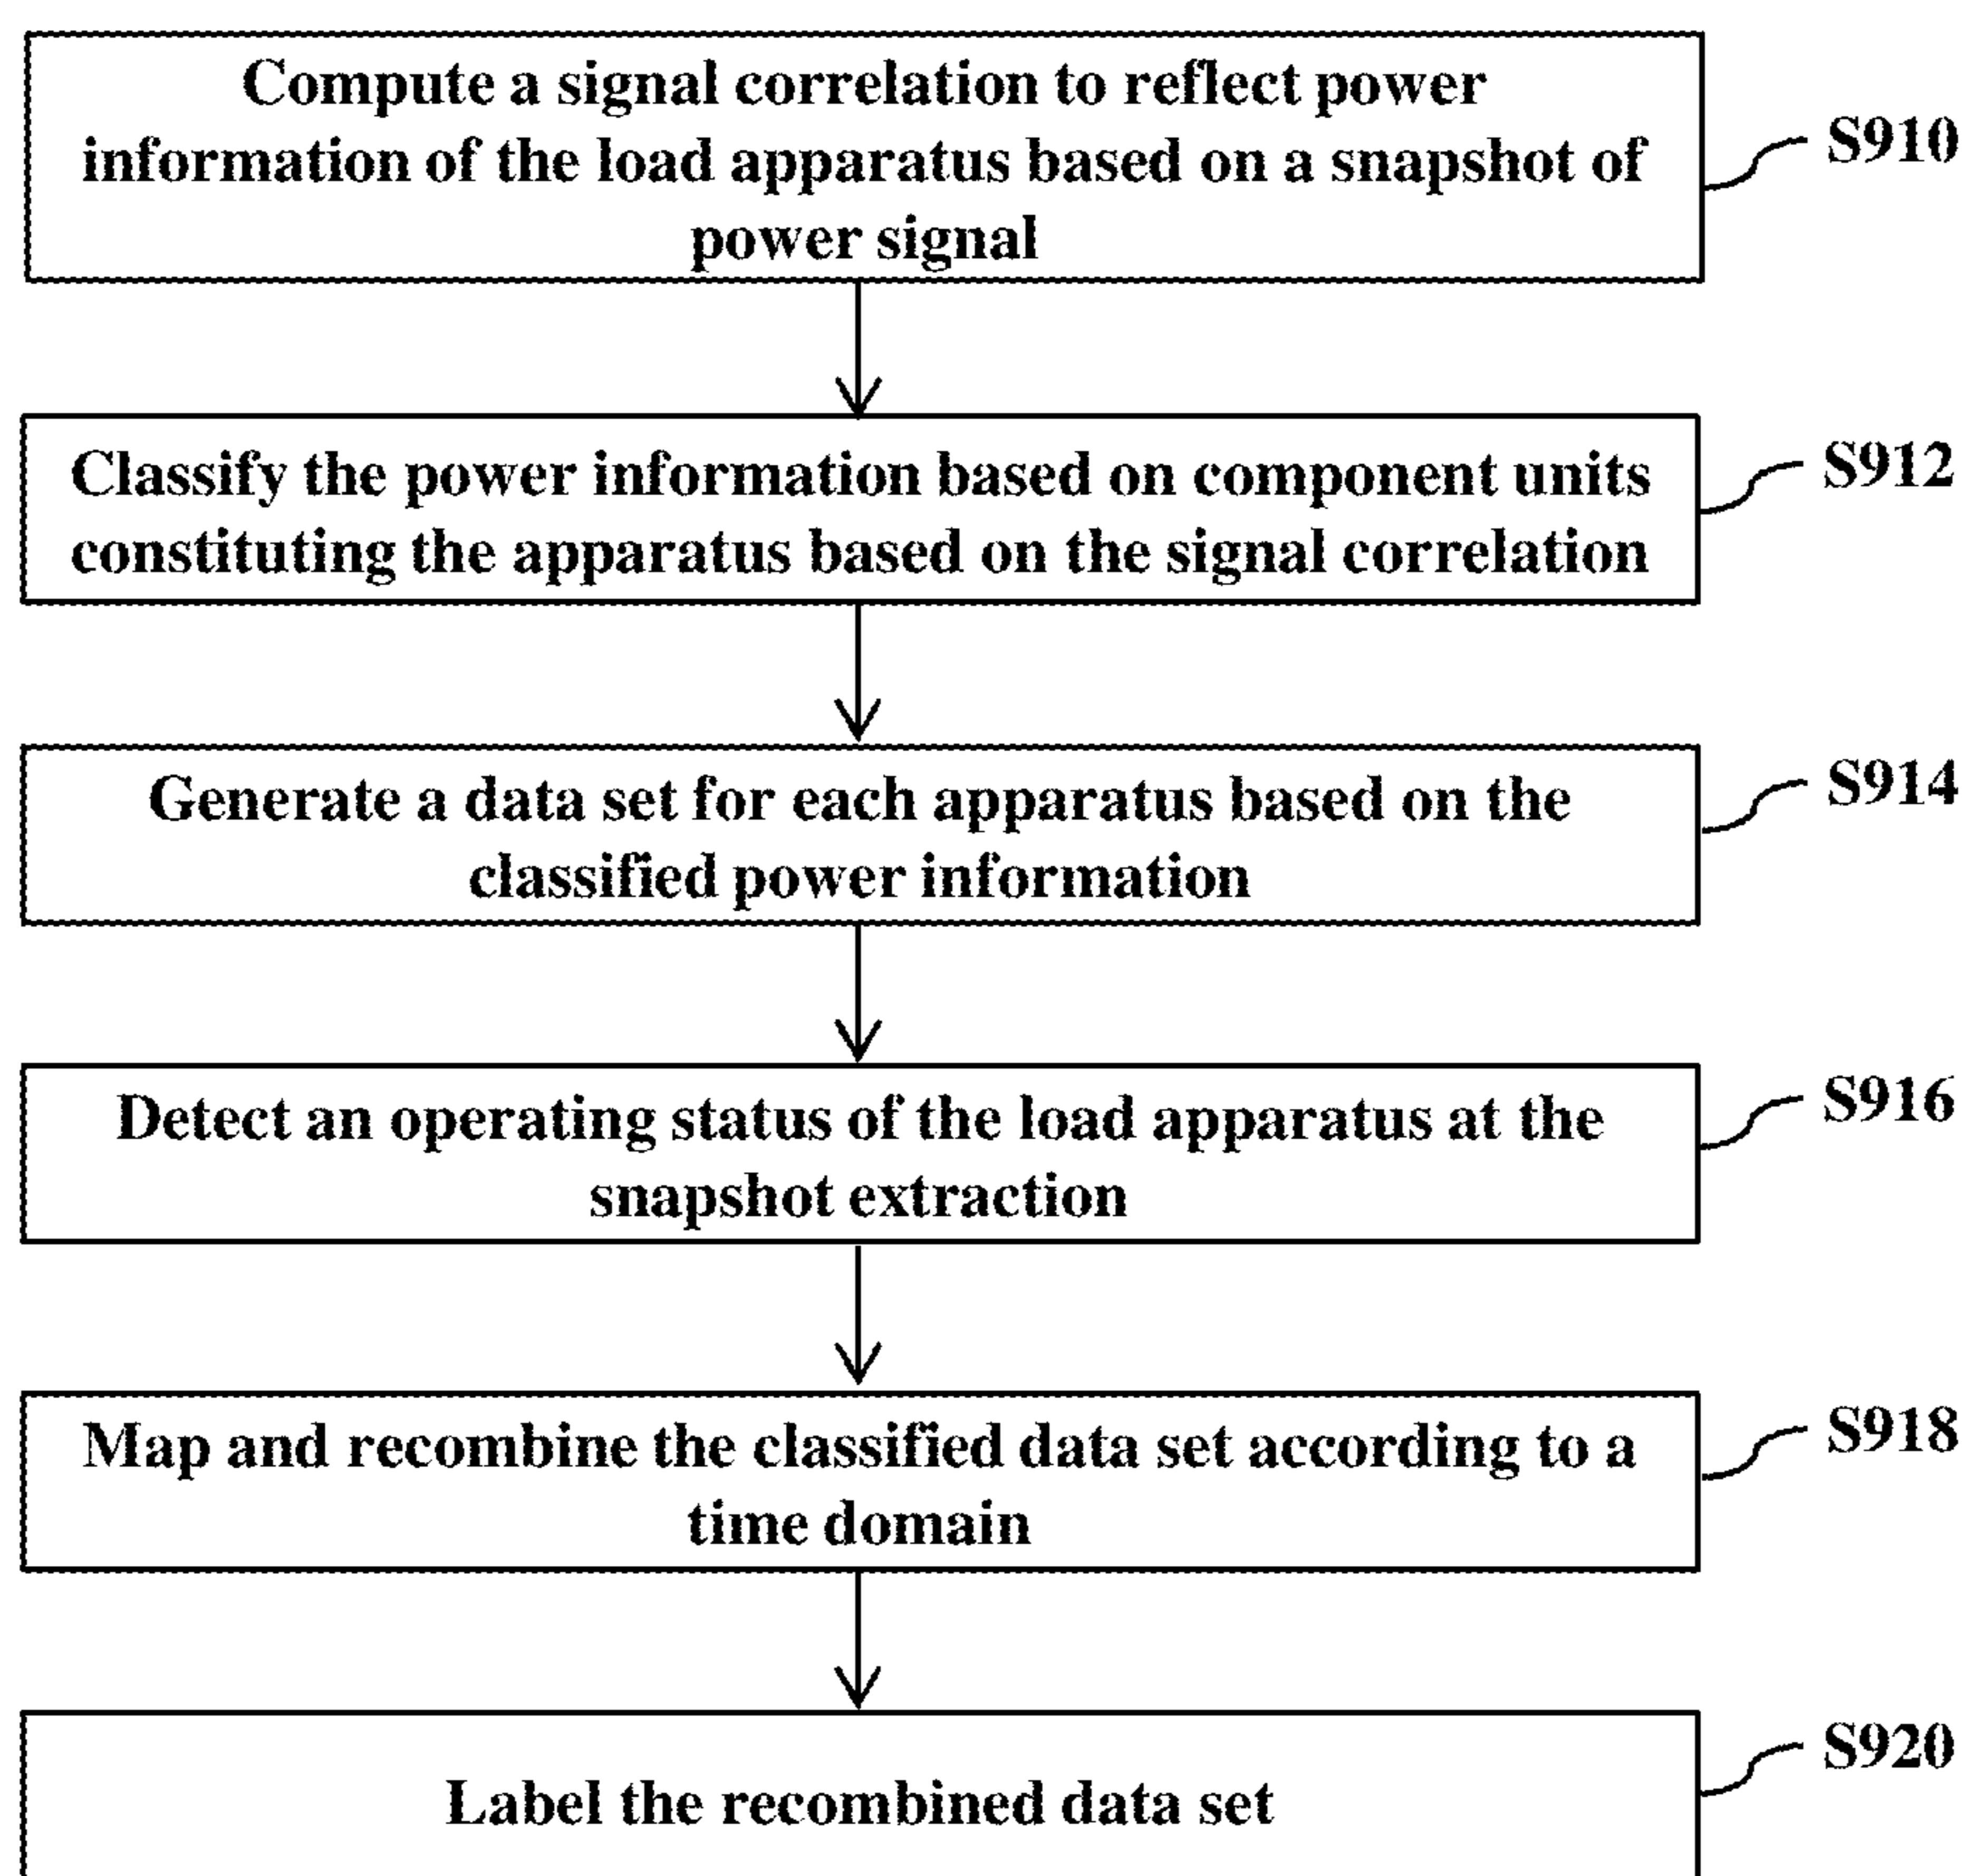 Compute a signal correlation to reflect power
information of the load apparatus based on a snapshot of
power signal
S910
Classify the power information based on component units
constituting the apparatus based on the signal correlation
S912
Generate a data set for each apparatus based on the
classified power information
S914
Detect an operating status of the load apparatus at the
snapshot extraction
S916
Map and recombine the classified data set according to a
time domain
S918
Label the recombined data set
S920